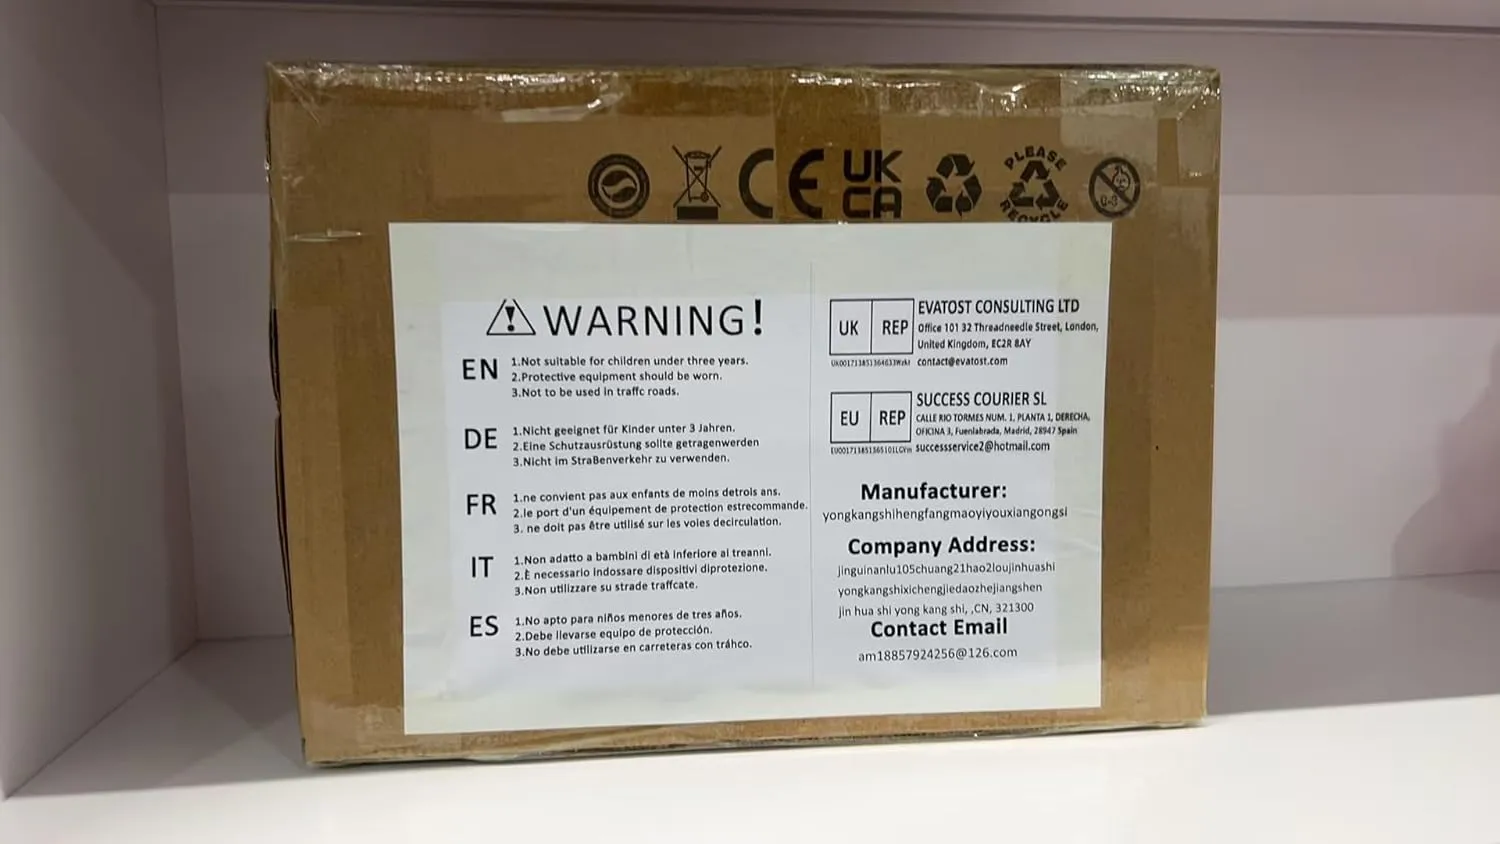 CE
UK
CA
PLEASE
RECYCLE
0-3
WARNING!
EN
1.Not suitable for children under three years.
2.Protective equipment should be worn.
3.Not to be used in traffc roads.
DE
1.Nicht geeignet für Kinder unter 3 Jahren.
2.Eine Schutzausrüstung sollte getragenwerden
3.Nicht im Straßenverkehr zu verwenden.
FR
1.ne convient pas aux enfants de moins detrois ans.
2.le port d'un équipement de protection estrecommande.
3. ne doit pas être utilisé sur les voies decirculation.
IT
1.Non adatto a bambini di età inferiore ai treanni.
2.È necessario indossare dispositivi diprotezione.
3.Non utilizzare su strade traffcate.
ES
1.No apto para niños menores de tres años.
2.Debe llevarse equipo de protección.
3.No debe utilizarse en carreteras con tráhco.
UK REP
EVATOST CONSULTING LTD
Office 101 32 Threadneedle Street, London,
United Kingdom, EC2R 8AY
contact@evatost.com
EU REP
SUCCESS COURIER SL
CALLE RIO TORMES NUM. 1, PLANTA 1, DERECHA,
OFICINA 3, Fuenlabrada, Madrid, 28947 Spain
successservice2@hotmail.com
Manufacturer:
yongkangshihengfangmaoyiyouxiangongsi
Company Address:
jinguinanlu105chuang21hao2loujinhuashi
yongkangshixichengjiedaozhejiangshen
jin hua shi yong kang shi, ,CN, 321300
Contact Email
am18857924256@126.com